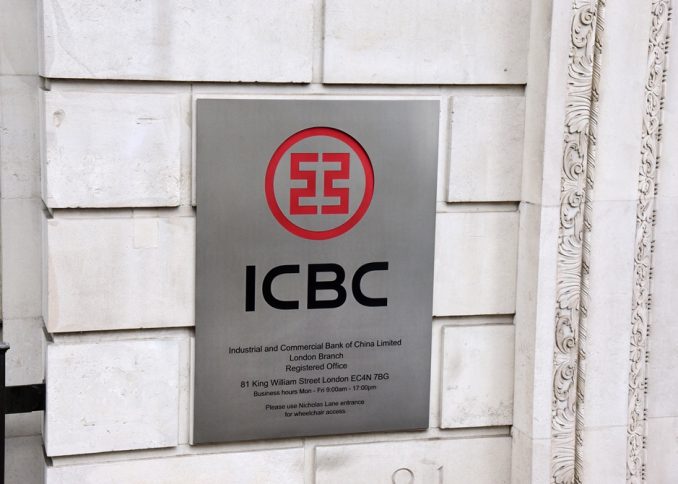 ICBC
Industrial and Commercial Bank of China Limited
London Branch
Registered Office
81 King William Street London EC4N 7BG
Business hours Mon - Fri 9:00am - 17:00pm
Please use Nicholas Lane entrance
for wheelchair access.
81